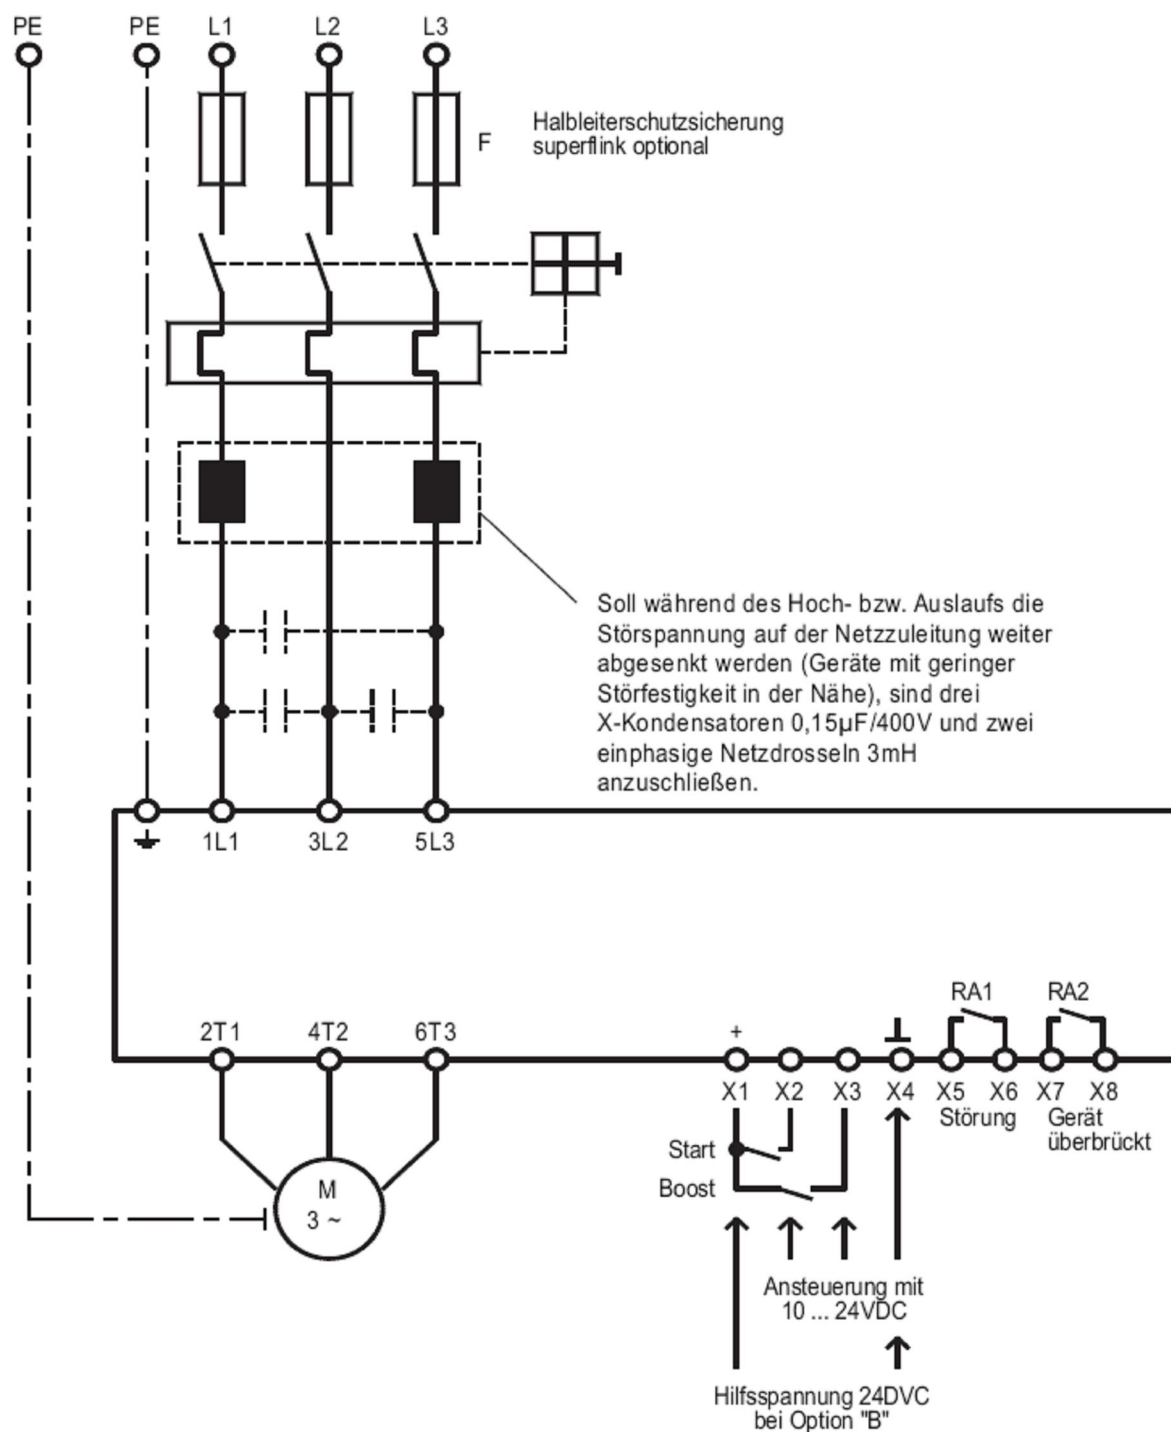 PE PE L1 L2 L3
F
Halbleiterschutzsicherung
superflink optional
Soll während des Hoch- bzw. Auslaufs die
Störspannung auf der Netzzuleitung weiter
abgesenkt werden (Geräte mit geringer
Störfestigkeit in der Nähe), sind drei
X-Kondensatoren 0,15µF/400V und zwei
einphasige Netzdrosseln 3mH
anzuschließen.
1L1 3L2 5L3
RA1 RA2
2T1 4T2 6T3 +
X1 X2 X3 X4 X5 X6 X7 X8
Störung
Gerät
überbrückt
Start
Boost
M
3 ~
Ansteuerung mit
10 ... 24VDC
Hilfsspannung 24DVC
bei Option "B"